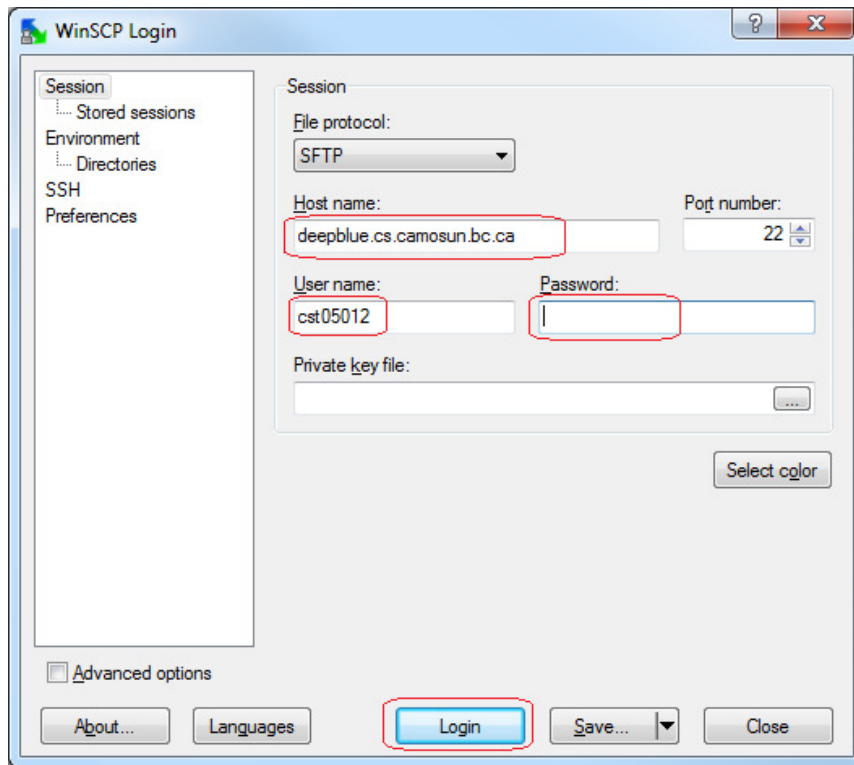 WinSCP Login
Session
Stored sessions
Environment
Directories
SSH
Preferences
Session
File protocol:
SFTP
Host name:
Port number:
deepblue.cs.camosun.bc.ca
22
User name:
Password:
cst05012
Private key file:
...
Select color
Advanced options
About...
Languages
Login
Save...
Close